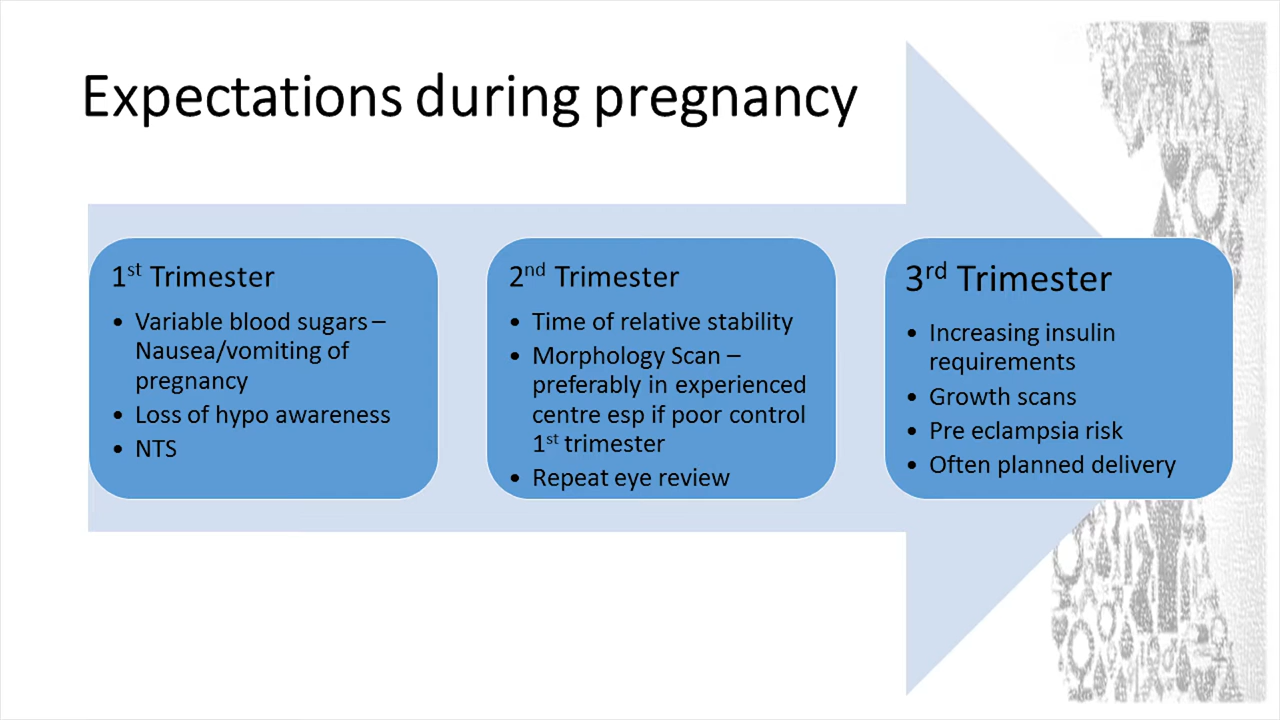 Expectations during pregnancy
1st Trimester
• Variable blood sugars –
Nausea/vomiting of
pregnancy
• Loss of hypo awareness
• NTS
2nd Trimester
• Time of relative stability
• Morphology Scan –
preferably in experienced
centre esp if poor control
1st trimester
• Repeat eye review
3rd Trimester
• Increasing insulin
requirements
• Growth scans
• Pre eclampsia risk
• Often planned delivery